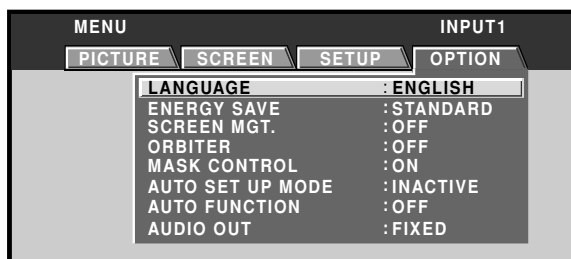 MENU INPUT1
PICTURE SCREEN SETUP OPTION
LANGUAGE :ENGLISH
ENERGY SAVE :STANDARD
SCREEN MGT. :OFF
ORBITER :OFF
MASK CONTROL :ON
AUTO SET UP MODE :INACTIVE
AUTO FUNCTION :OFF
AUDIO OUT :FIXED